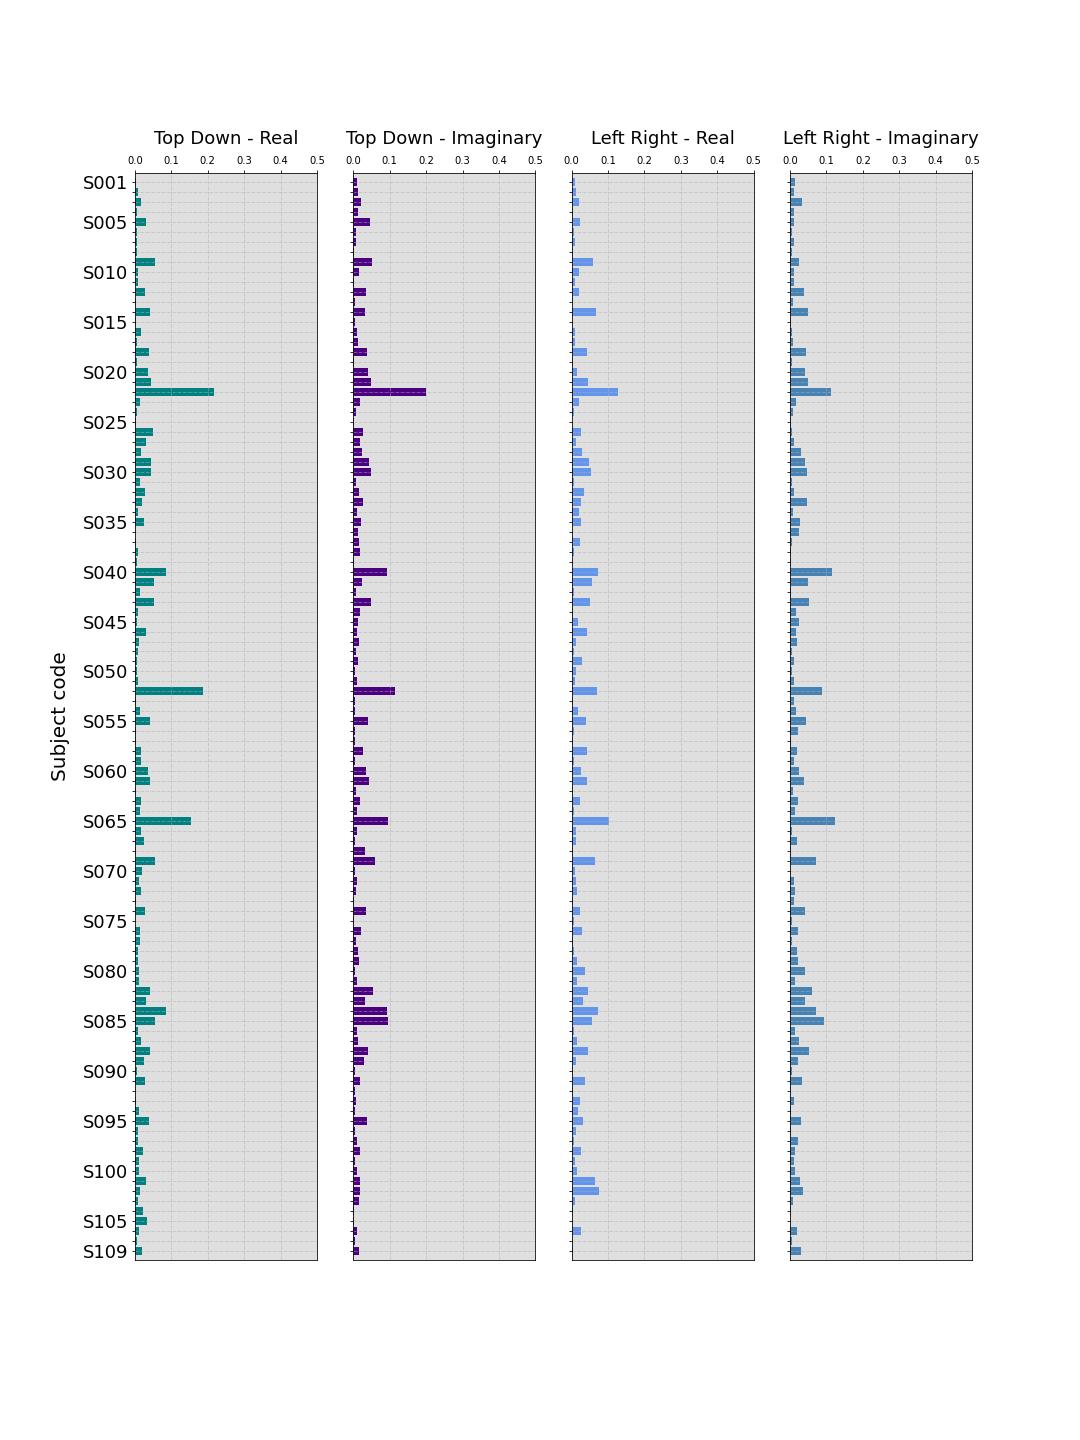 Top Down - Real
Top Down - Imaginary
Left Right - Real
Left Right - Imaginary
0.0 0.1 0.2 0.3 0.4 0.5
0.0 0.1 0.2 0.3 0.4 0.5
0.0 0.1 0.2 0.3 0.4 0.5
0.0 0.1 0.2 0.3 0.4 0.5
Subject code
S001
S005
S010
S015
S020
S025
S030
S035
S040
S045
S050
S055
S060
S065
S070
S075
S080
S085
S090
S095
S100
S105
S109